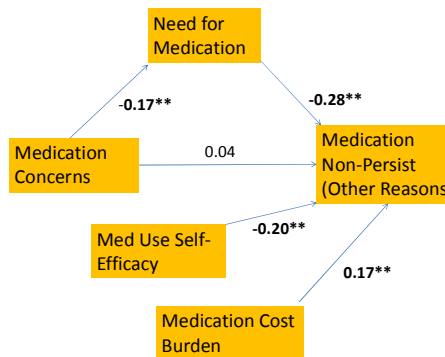 Need for
Medication
-0.17**
-0.28**
Medication
Concerns
0.04
Medication
Non-Persist
(Other Reasons
Med Use Self-
Efficacy
-0.20**
0.17**
Medication Cost
Burden